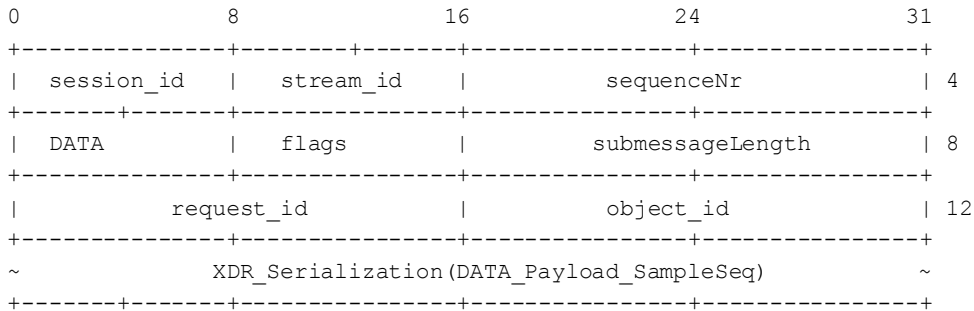 0               8               16              24              31
+---------------+--------+-------+----------------+----------------+
|  session_id   |  stream_id    |          sequenceNr             | 4
+-------+-------+---------------+----------------+----------------+
|  DATA         |  flags        |         submessageLength        | 8
+---------------+---------------+----------------+----------------+
|          request_id           |          object_id              | 12
+---------------+---------------+----------------+----------------+
~             XDR_Serialization(DATA_Payload_SampleSeq)           ~
+-------+-------+---------------+----------------+----------------+